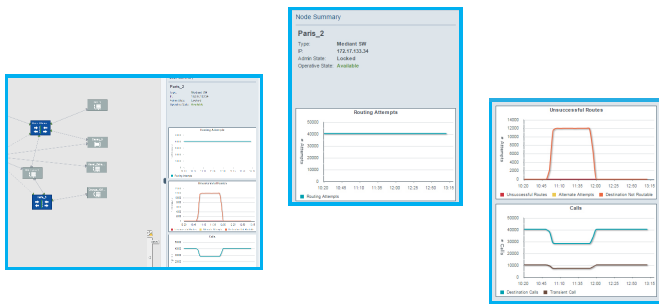 Paris_2
Routing Attempts
Unsuccessful Routes
Calls
Node Summary
Paris_2
Type: Mediant SW
IP: 172.17.133.34
Admin State: Locked
Operative State: Available
Routing Attempts
50000
40000
30000
20000
10000
0
# Attempts
10:20 10:45 11:10 11:35 12:00 12:25 12:50 13:15
Routing Attempts
Unsuccessful Routes
14000
12000
10000
8000
6000
4000
2000
0
# Attempts
10:20 10:45 11:10 11:35 12:00 12:25 12:50 13:15
Unsuccessful Routes Alternate Attempts Destination Not Routable
Calls
50000
40000
30000
20000
10000
0
# Calls
10:20 10:45 11:10 11:35 12:00 12:25 12:50 13:15
Destination Calls Transient Call